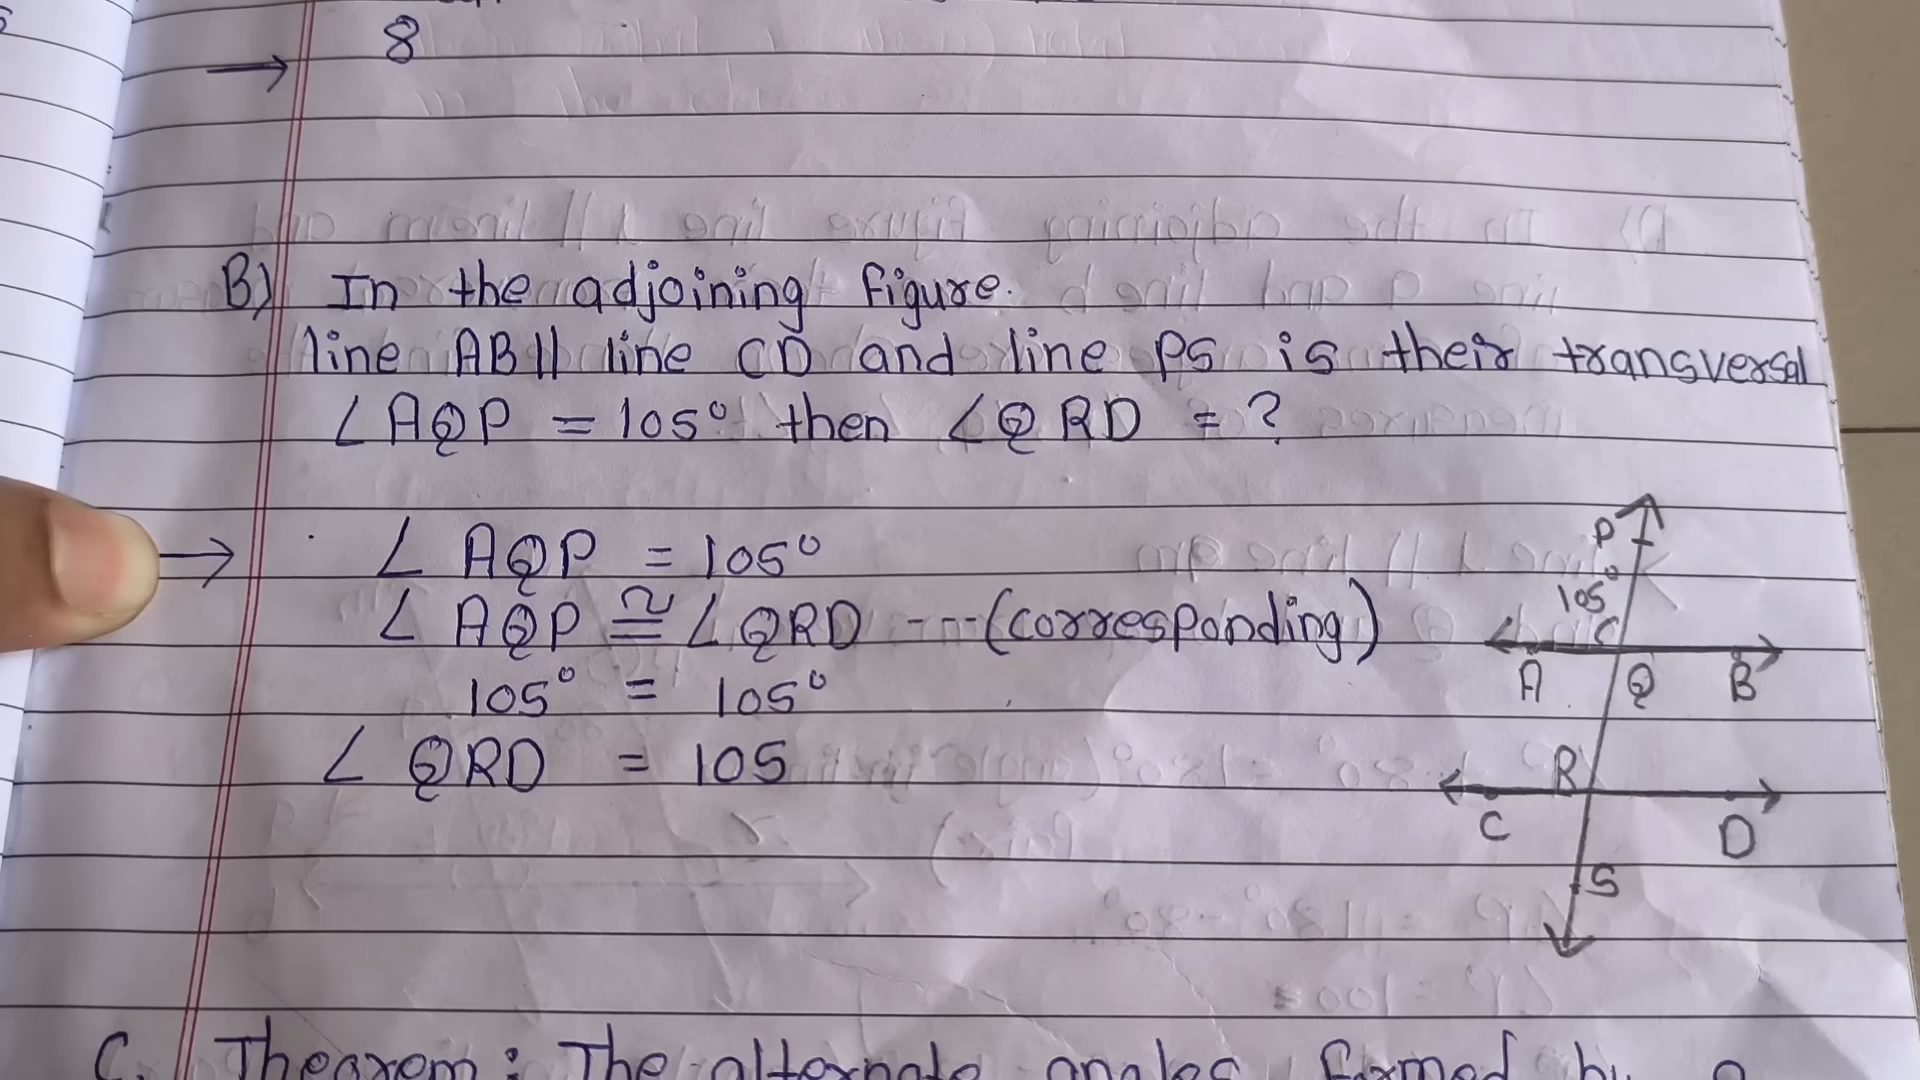 8
B) In the adjoining figure.
line AB || line CD and line PS is their transversal
∠AQP = 105° then ∠QRD = ?
∠ AQP = 105°
∠ AQP ≅ ∠QRD ---(corresponding)
105° = 105°
∠ QRD = 105
P
105°
A Q B
R
C D
S
C. Thearem: The alternate angles formed by a